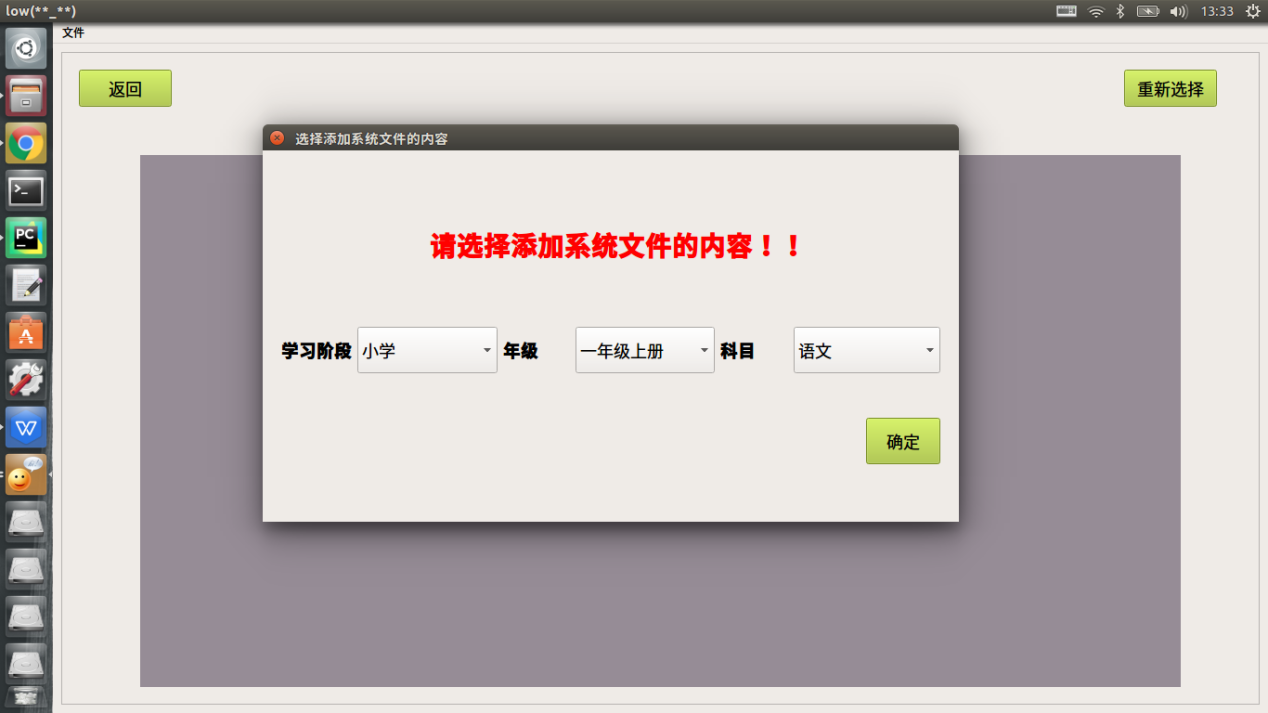 low(**_**)
13:33
文件
返回
重新选择
选择添加系统文件的内容
请选择添加系统文件的内容！！
学习阶段 小学 年级 一年级上册 科目 语文
确定
>_
PC
A
W